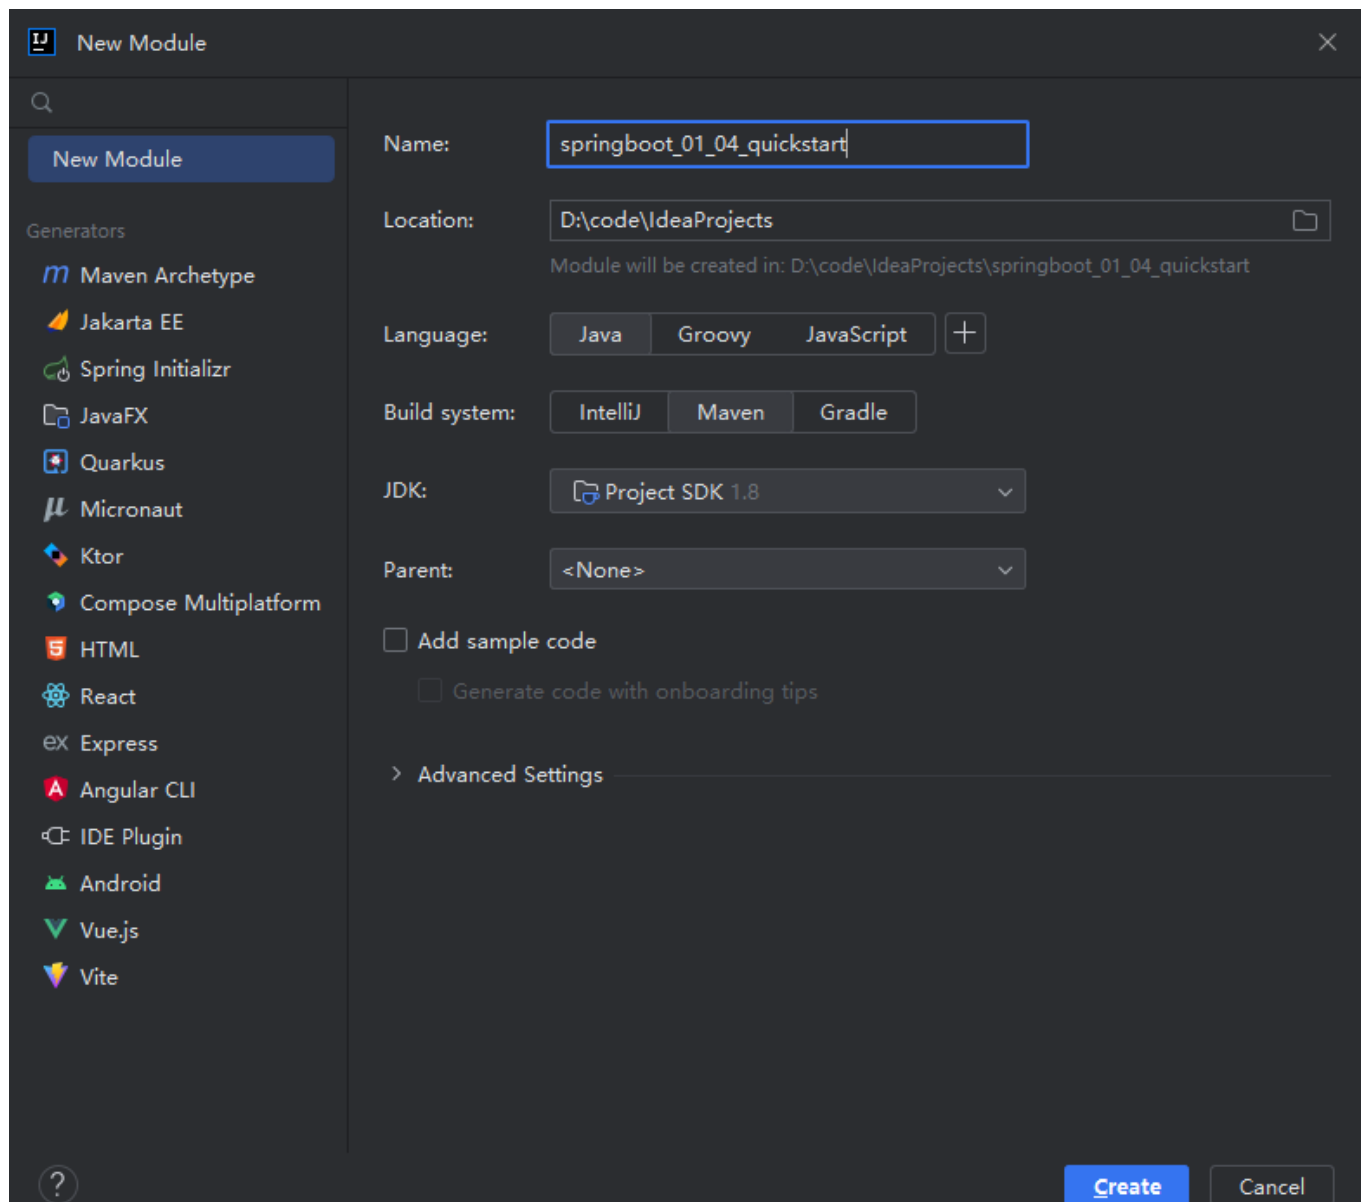 New Module
New Module
Generators
Maven Archetype
Jakarta EE
Spring Initializr
JavaFX
Quarkus
Micronaut
Ktor
Compose Multiplatform
HTML
React
ex Express
Angular CLI
IDE Plugin
Android
Vue.js
Vite
Name: springboot_01_04_quickstart
Location: D:\code\IdeaProjects
Module will be created in: D:\code\IdeaProjects\springboot_01_04_quickstart
Language: Java Groovy JavaScript
Build system: IntelliJ Maven Gradle
JDK: Project SDK 1.8
Parent: <None>
Add sample code
Generate code with onboarding tips
Advanced Settings
? Create Cancel